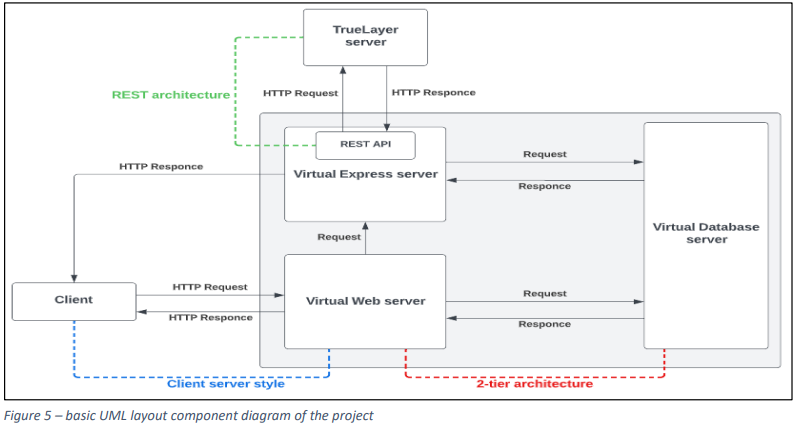 TrueLayer
server
REST architecture
HTTP Request
HTTP Responce
REST API
HTTP Responce
Virtual Express server
Request
Responce
Virtual Database
server
Request
Client
HTTP Request
HTTP Responce
Virtual Web server
Request
Responce
Client server style
2-tier architecture
Figure 5 – basic UML layout component diagram of the project